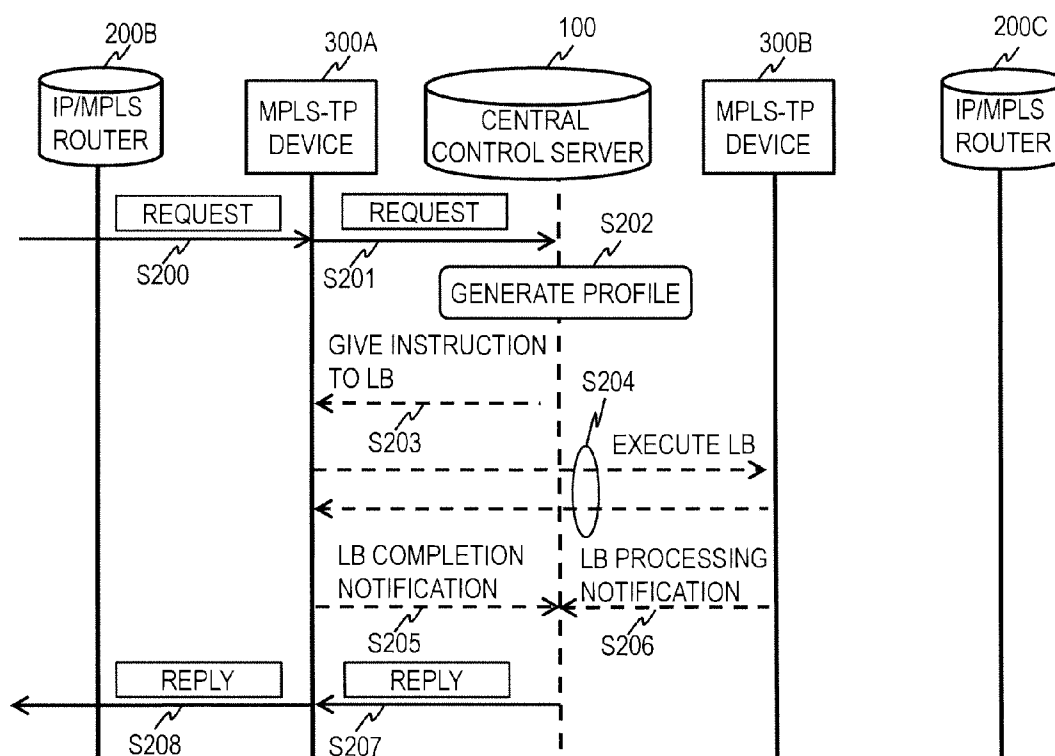 200B
300A
100
300B
200C
IP/MPLS
ROUTER
MPLS-TP
DEVICE
CENTRAL
CONTROL SERVER
MPLS-TP
DEVICE
IP/MPLS
ROUTER
REQUEST
REQUEST
S200
S201
S202
GENERATE PROFILE
GIVE INSTRUCTION
TO LB
S203
S204
EXECUTE LB
LB COMPLETION
NOTIFICATION
LB PROCESSING
NOTIFICATION
S205
S206
REPLY
REPLY
S208
S207